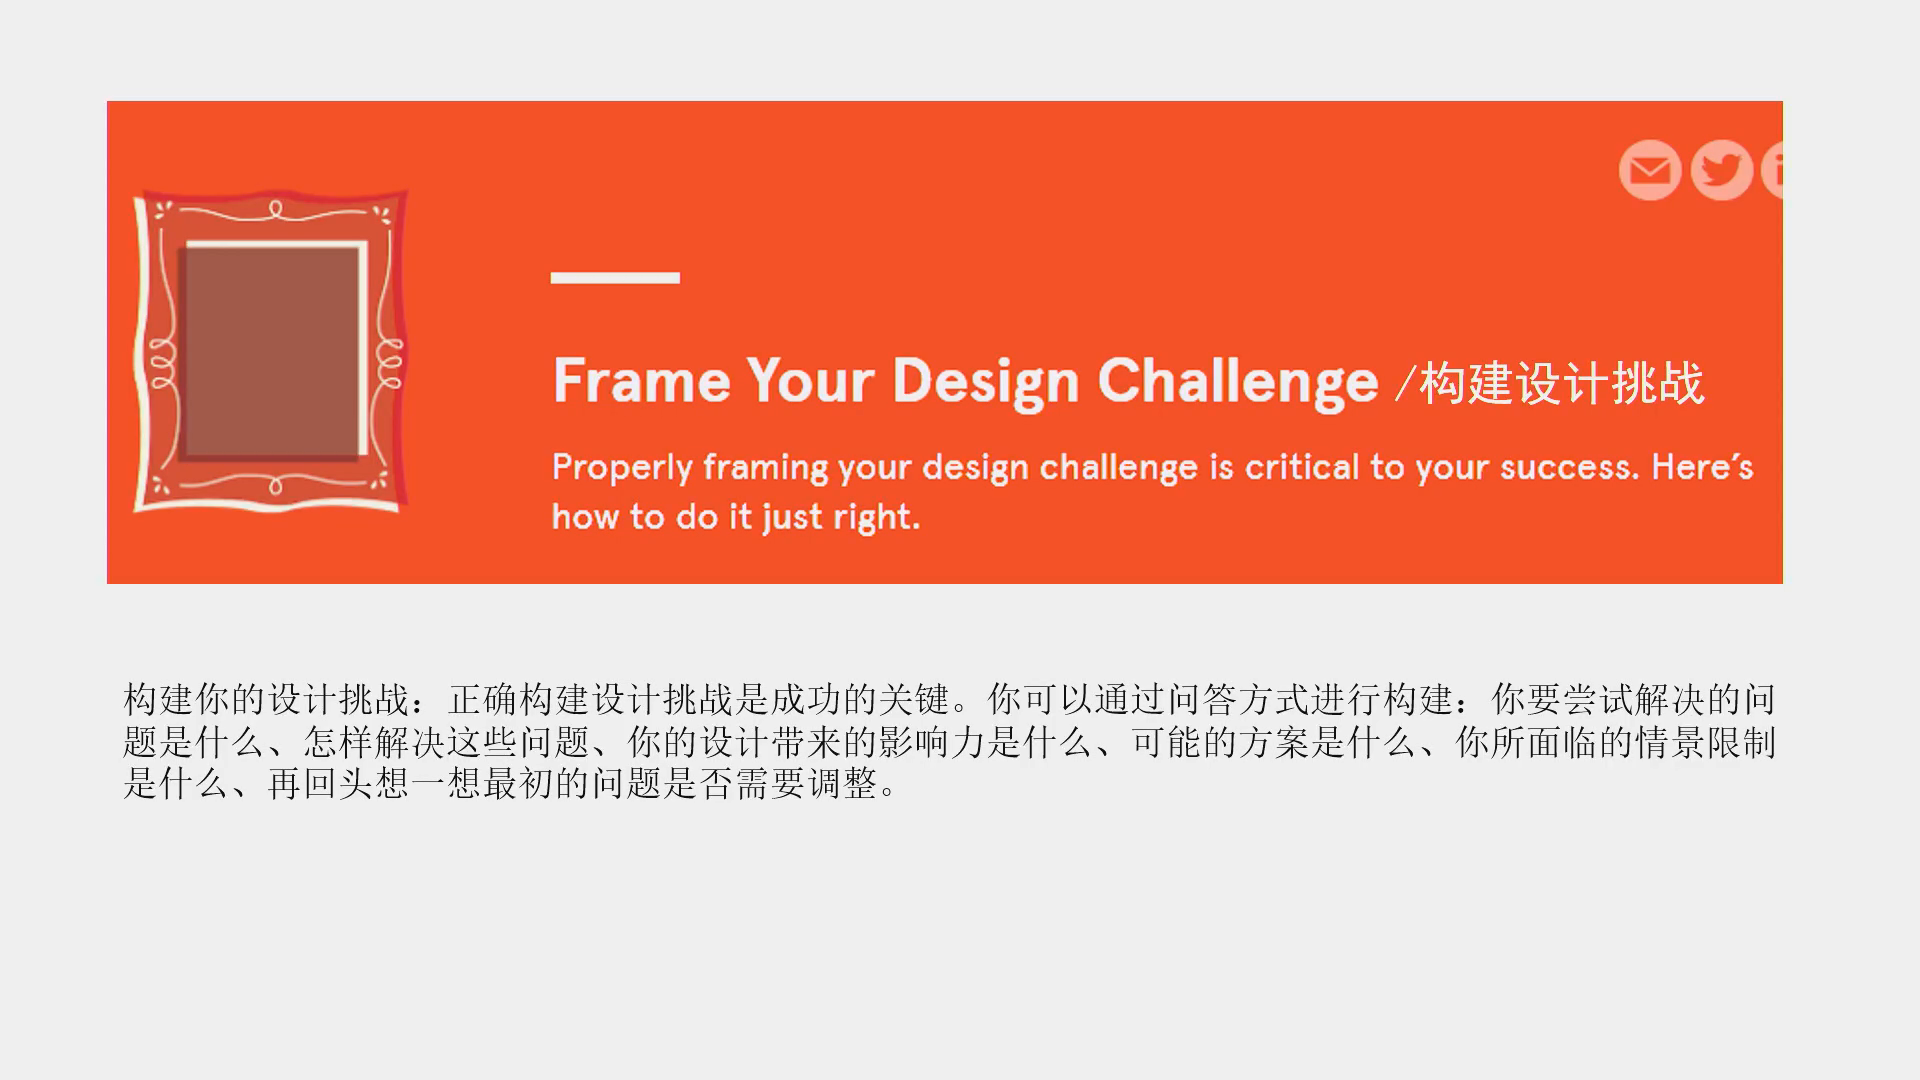 Frame Your Design Challenge /构建设计挑战
Properly framing your design challenge is critical to your success. Here's
how to do it just right.
构建你的设计挑战：正确构建设计挑战是成功的关键。你可以通过问答方式进行构建：你要尝试解决的问
题是什么、怎样解决这些问题、你的设计带来的影响力是什么、可能的方案是什么、你所面临的情景限制
是什么、再回头想一想最初的问题是否需要调整。